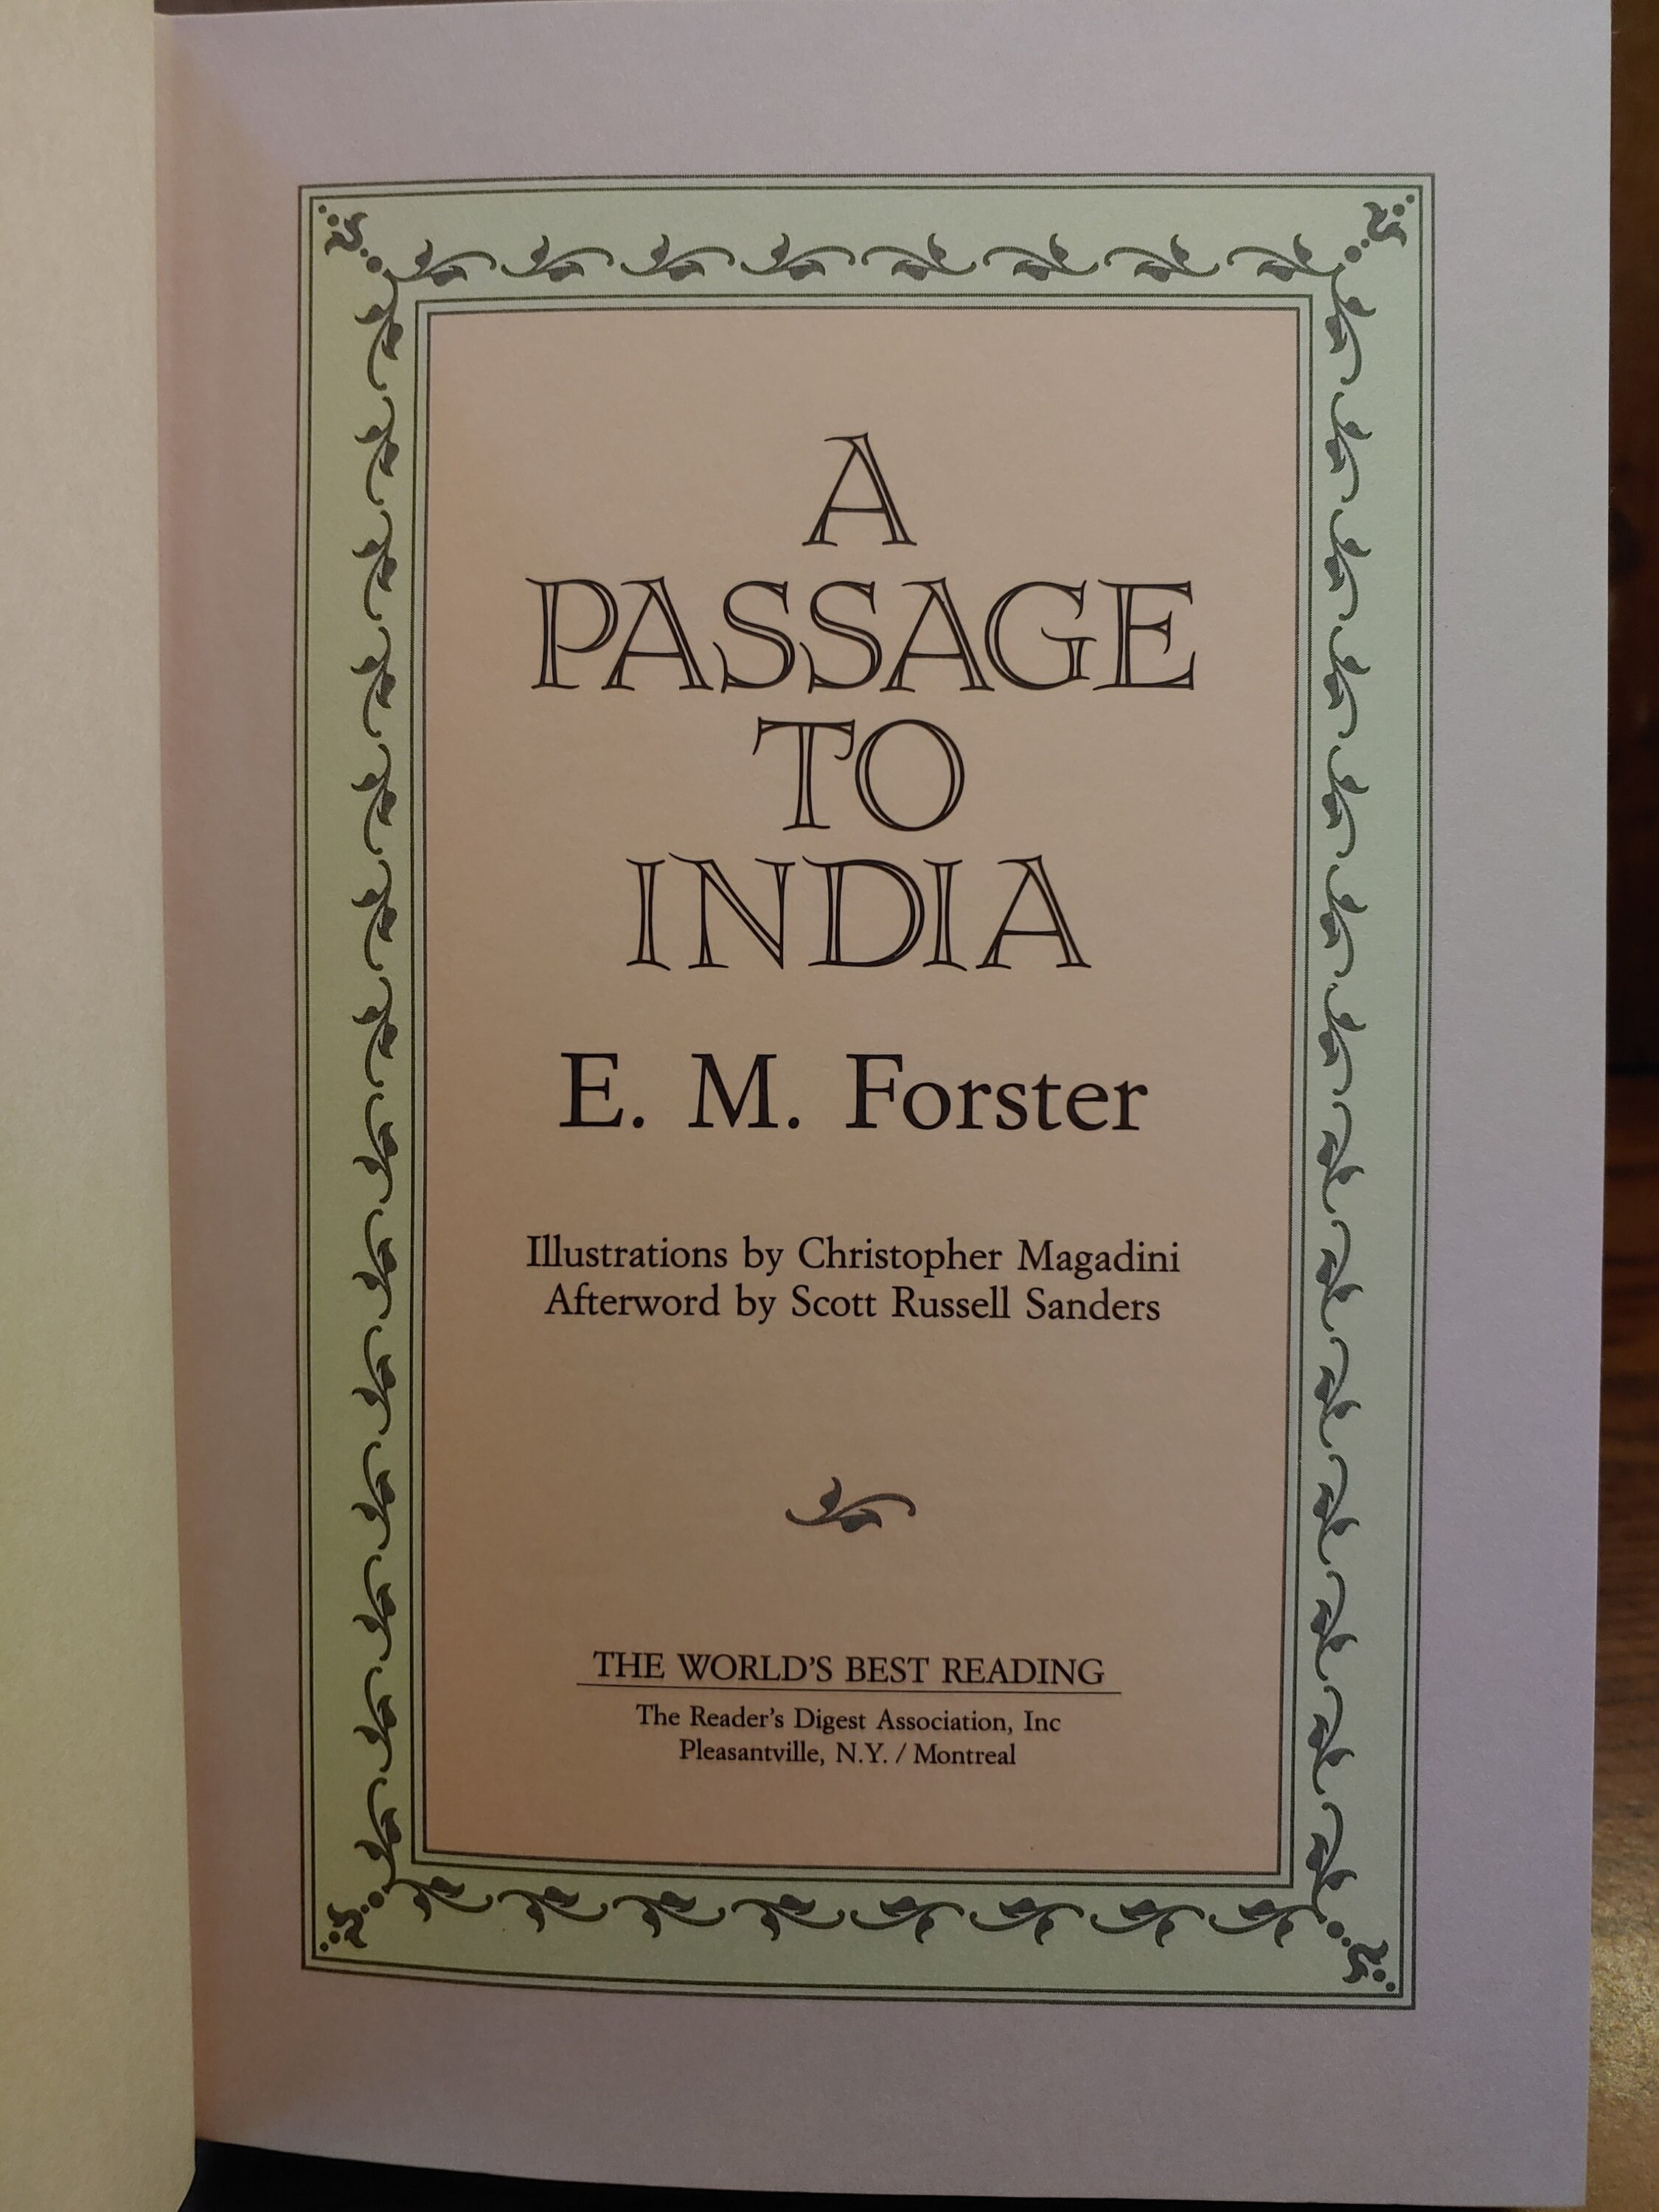 A
PASSAGE
TO
INDIA
E. M. Forster
Illustrations by Christopher Magadini
Afterword by Scott Russell Sanders
THE WORLD'S BEST READING
The Reader's Digest Association, Inc
Pleasantville, N.Y. / Montreal